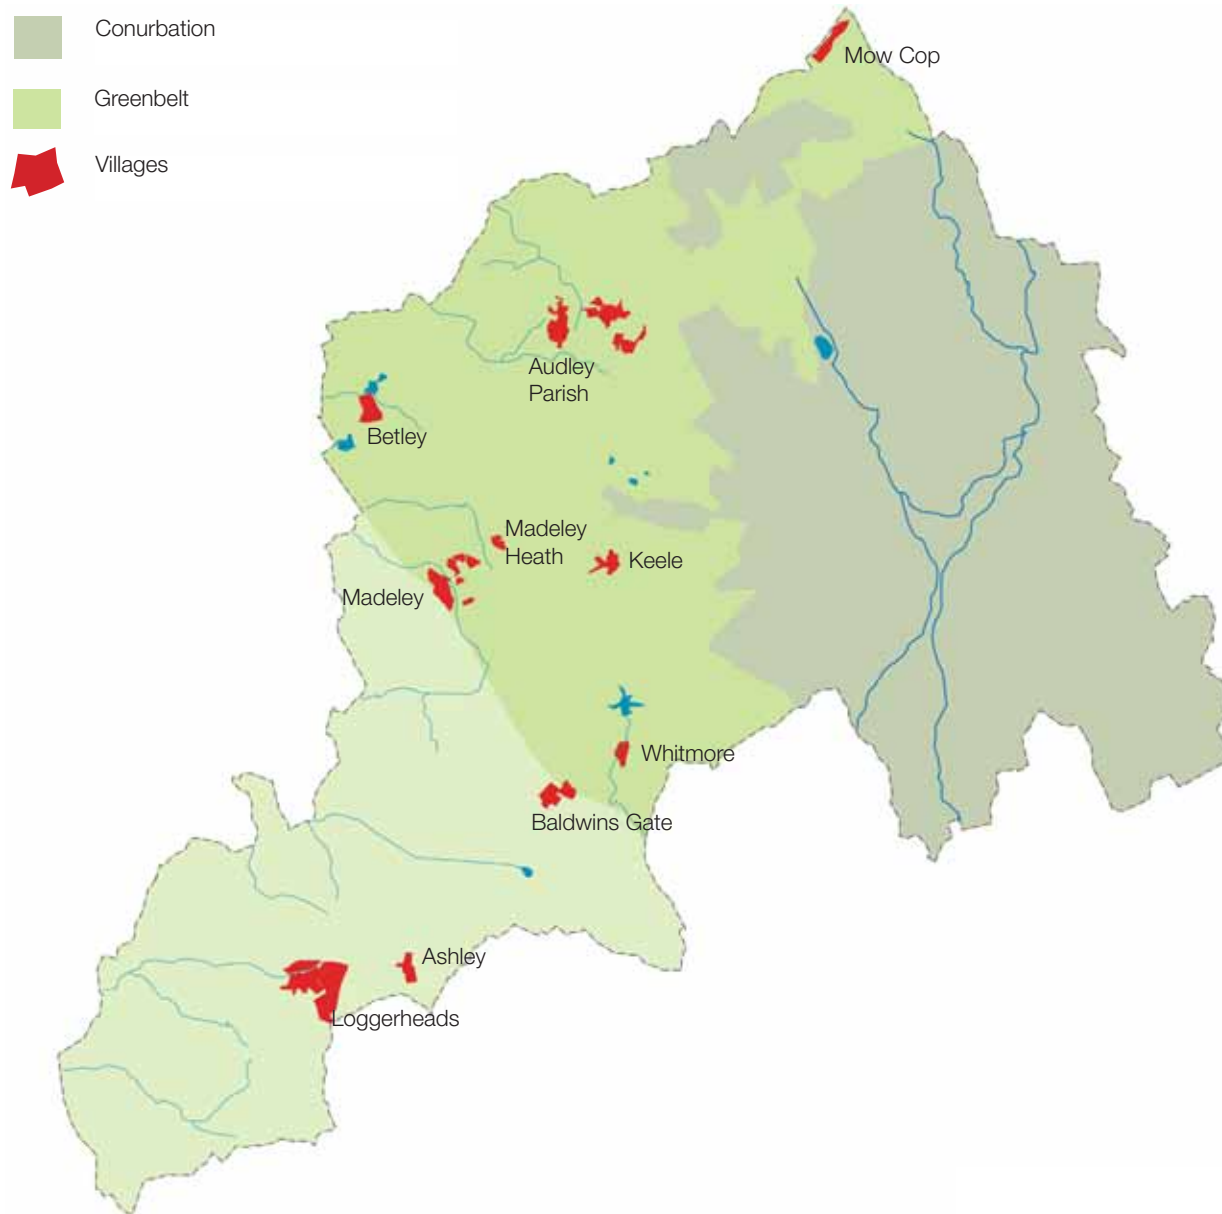 Conurbation
Greenbelt
Villages
Mow Cop
Audley
Parish
Betley
Madeley
Heath
Keele
Madeley
Whitmore
Baldwins Gate
Ashley
Loggerheads